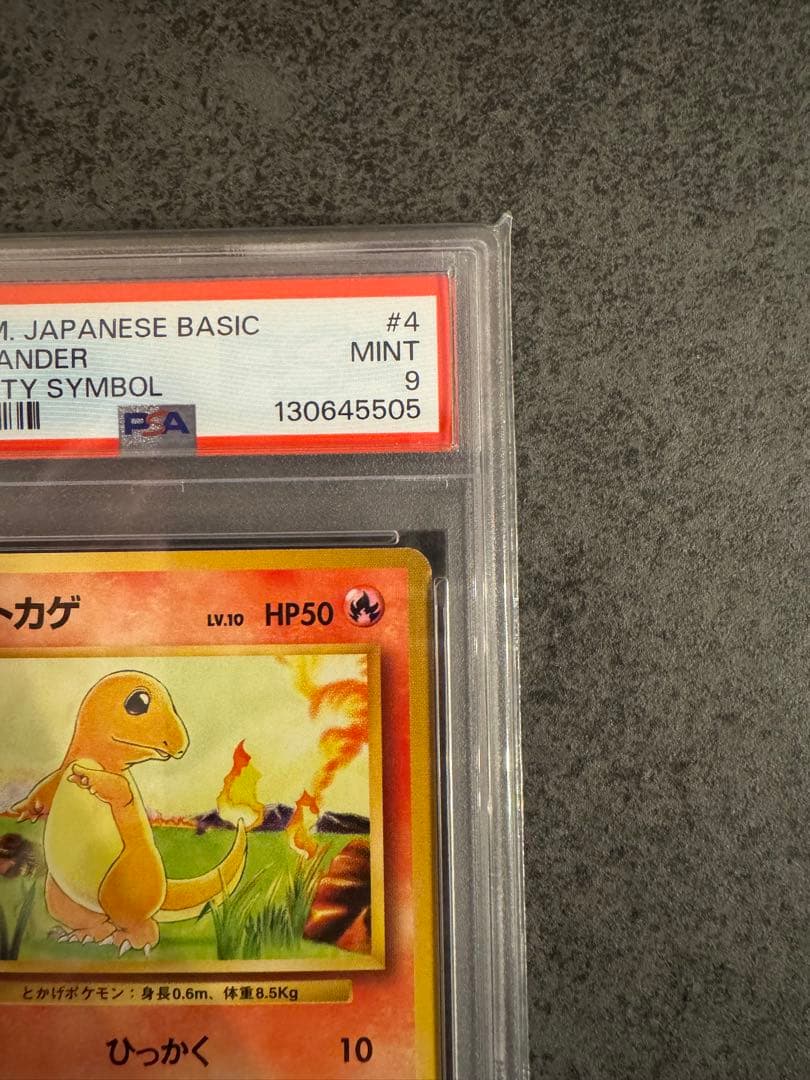 M. JAPANESE BASIC #4
ANDER MINT
TY SYMBOL 9
PSA 130645505
トカゲ LV.10 HP50
とかげポケモン：身長0.6m、体重8.5Kg
ひっかく 10